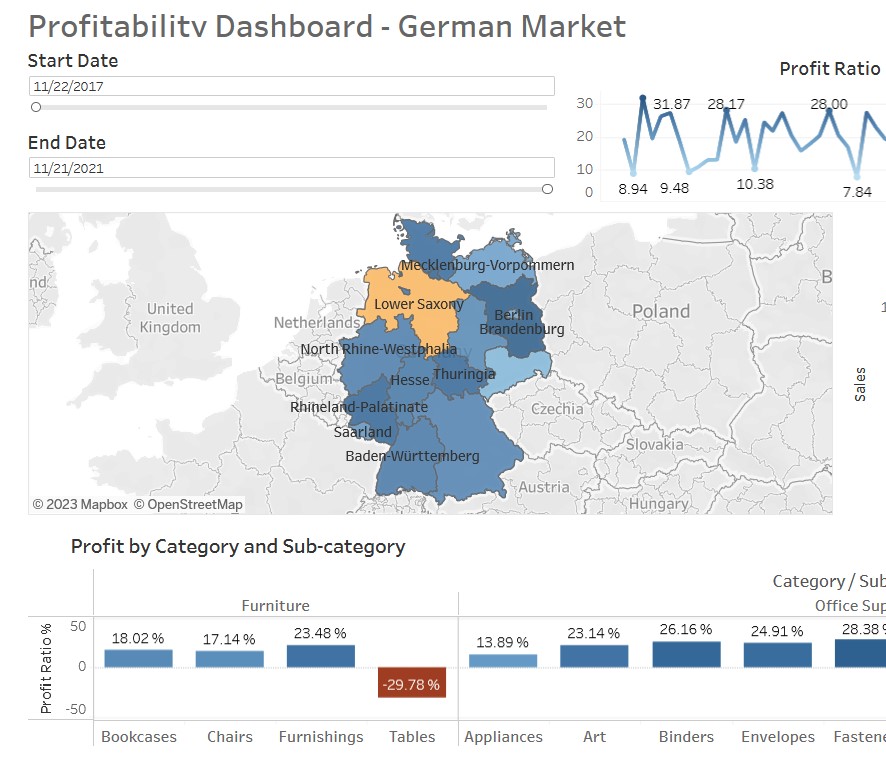 Profitability Dashboard - German Market
Start Date
11/22/2017
End Date
11/21/2021
Profit Ratio
30
20
10
0
31.87
28.17
28.00
8.94
9.48
10.38
7.84
nd
United
Kingdom
Netherlands
Belgium
Poland
B
Czechia
Slovakia
Austria
Hungary
Mecklenburg-Vorpommern
Lower Saxony
Berlin
Brandenburg
North Rhine-Westphalia
Hesse
Thuringia
Rhineland-Palatinate
Saarland
Baden-Württemberg
© 2023 Mapbox © OpenStreetMap
1
Sales
Profit by Category and Sub-category
Category / Sub
Furniture
Office Sup
Profit Ratio %
50
0
-50
18.02 %
17.14 %
23.48 %
-29.78 %
13.89 %
23.14 %
26.16 %
24.91 %
28.38 %
Bookcases
Chairs
Furnishings
Tables
Appliances
Art
Binders
Envelopes
Fastene